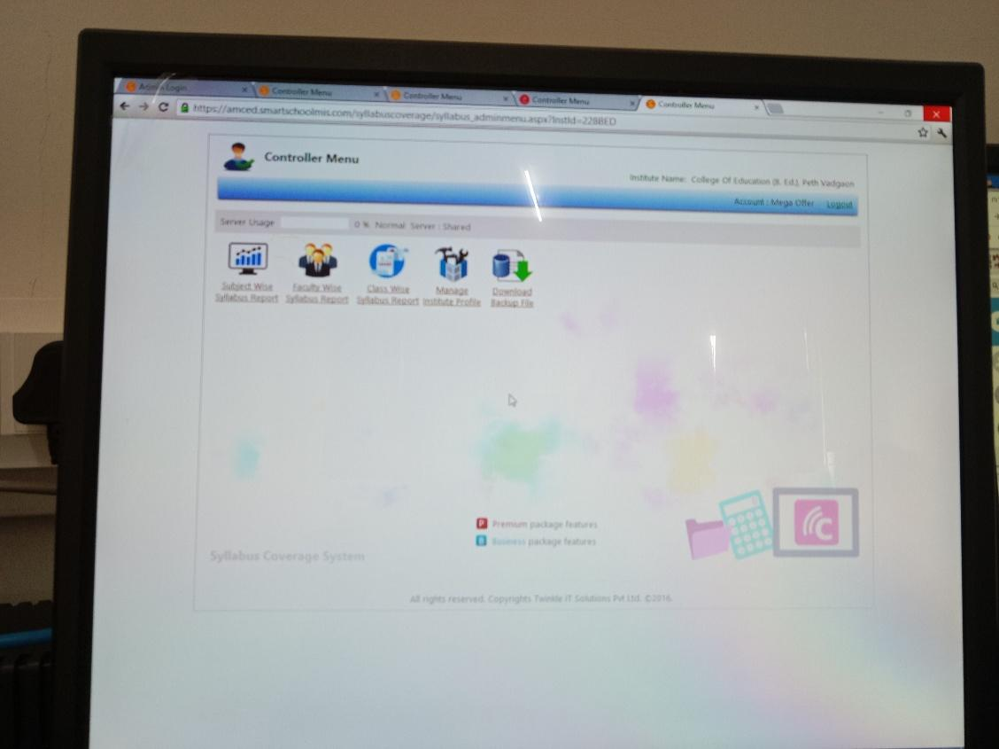 Admin Login
Controller Menu
Controller Menu
Controller Menu
Controller Menu
https://amced.smartschoolmis.com/syllabuscoverage/syllabus_adminmenu.aspx?InstId=228BED
Controller Menu
Institute Name: College Of Education (B. Ed.), Peth Vadgaon
Account : Mega Offer Logout
Server Usage 0 % Normal Server : Shared
Subject Wise Syllabus Report
Faculty Wise Syllabus Report
Class Wise Syllabus Report
Manage Institute Profile
Download Backup File
P Premium package features
B Business package features
Syllabus Coverage System
All rights reserved. Copyrights Twinkle IT Solutions Pvt Ltd. ©2016.